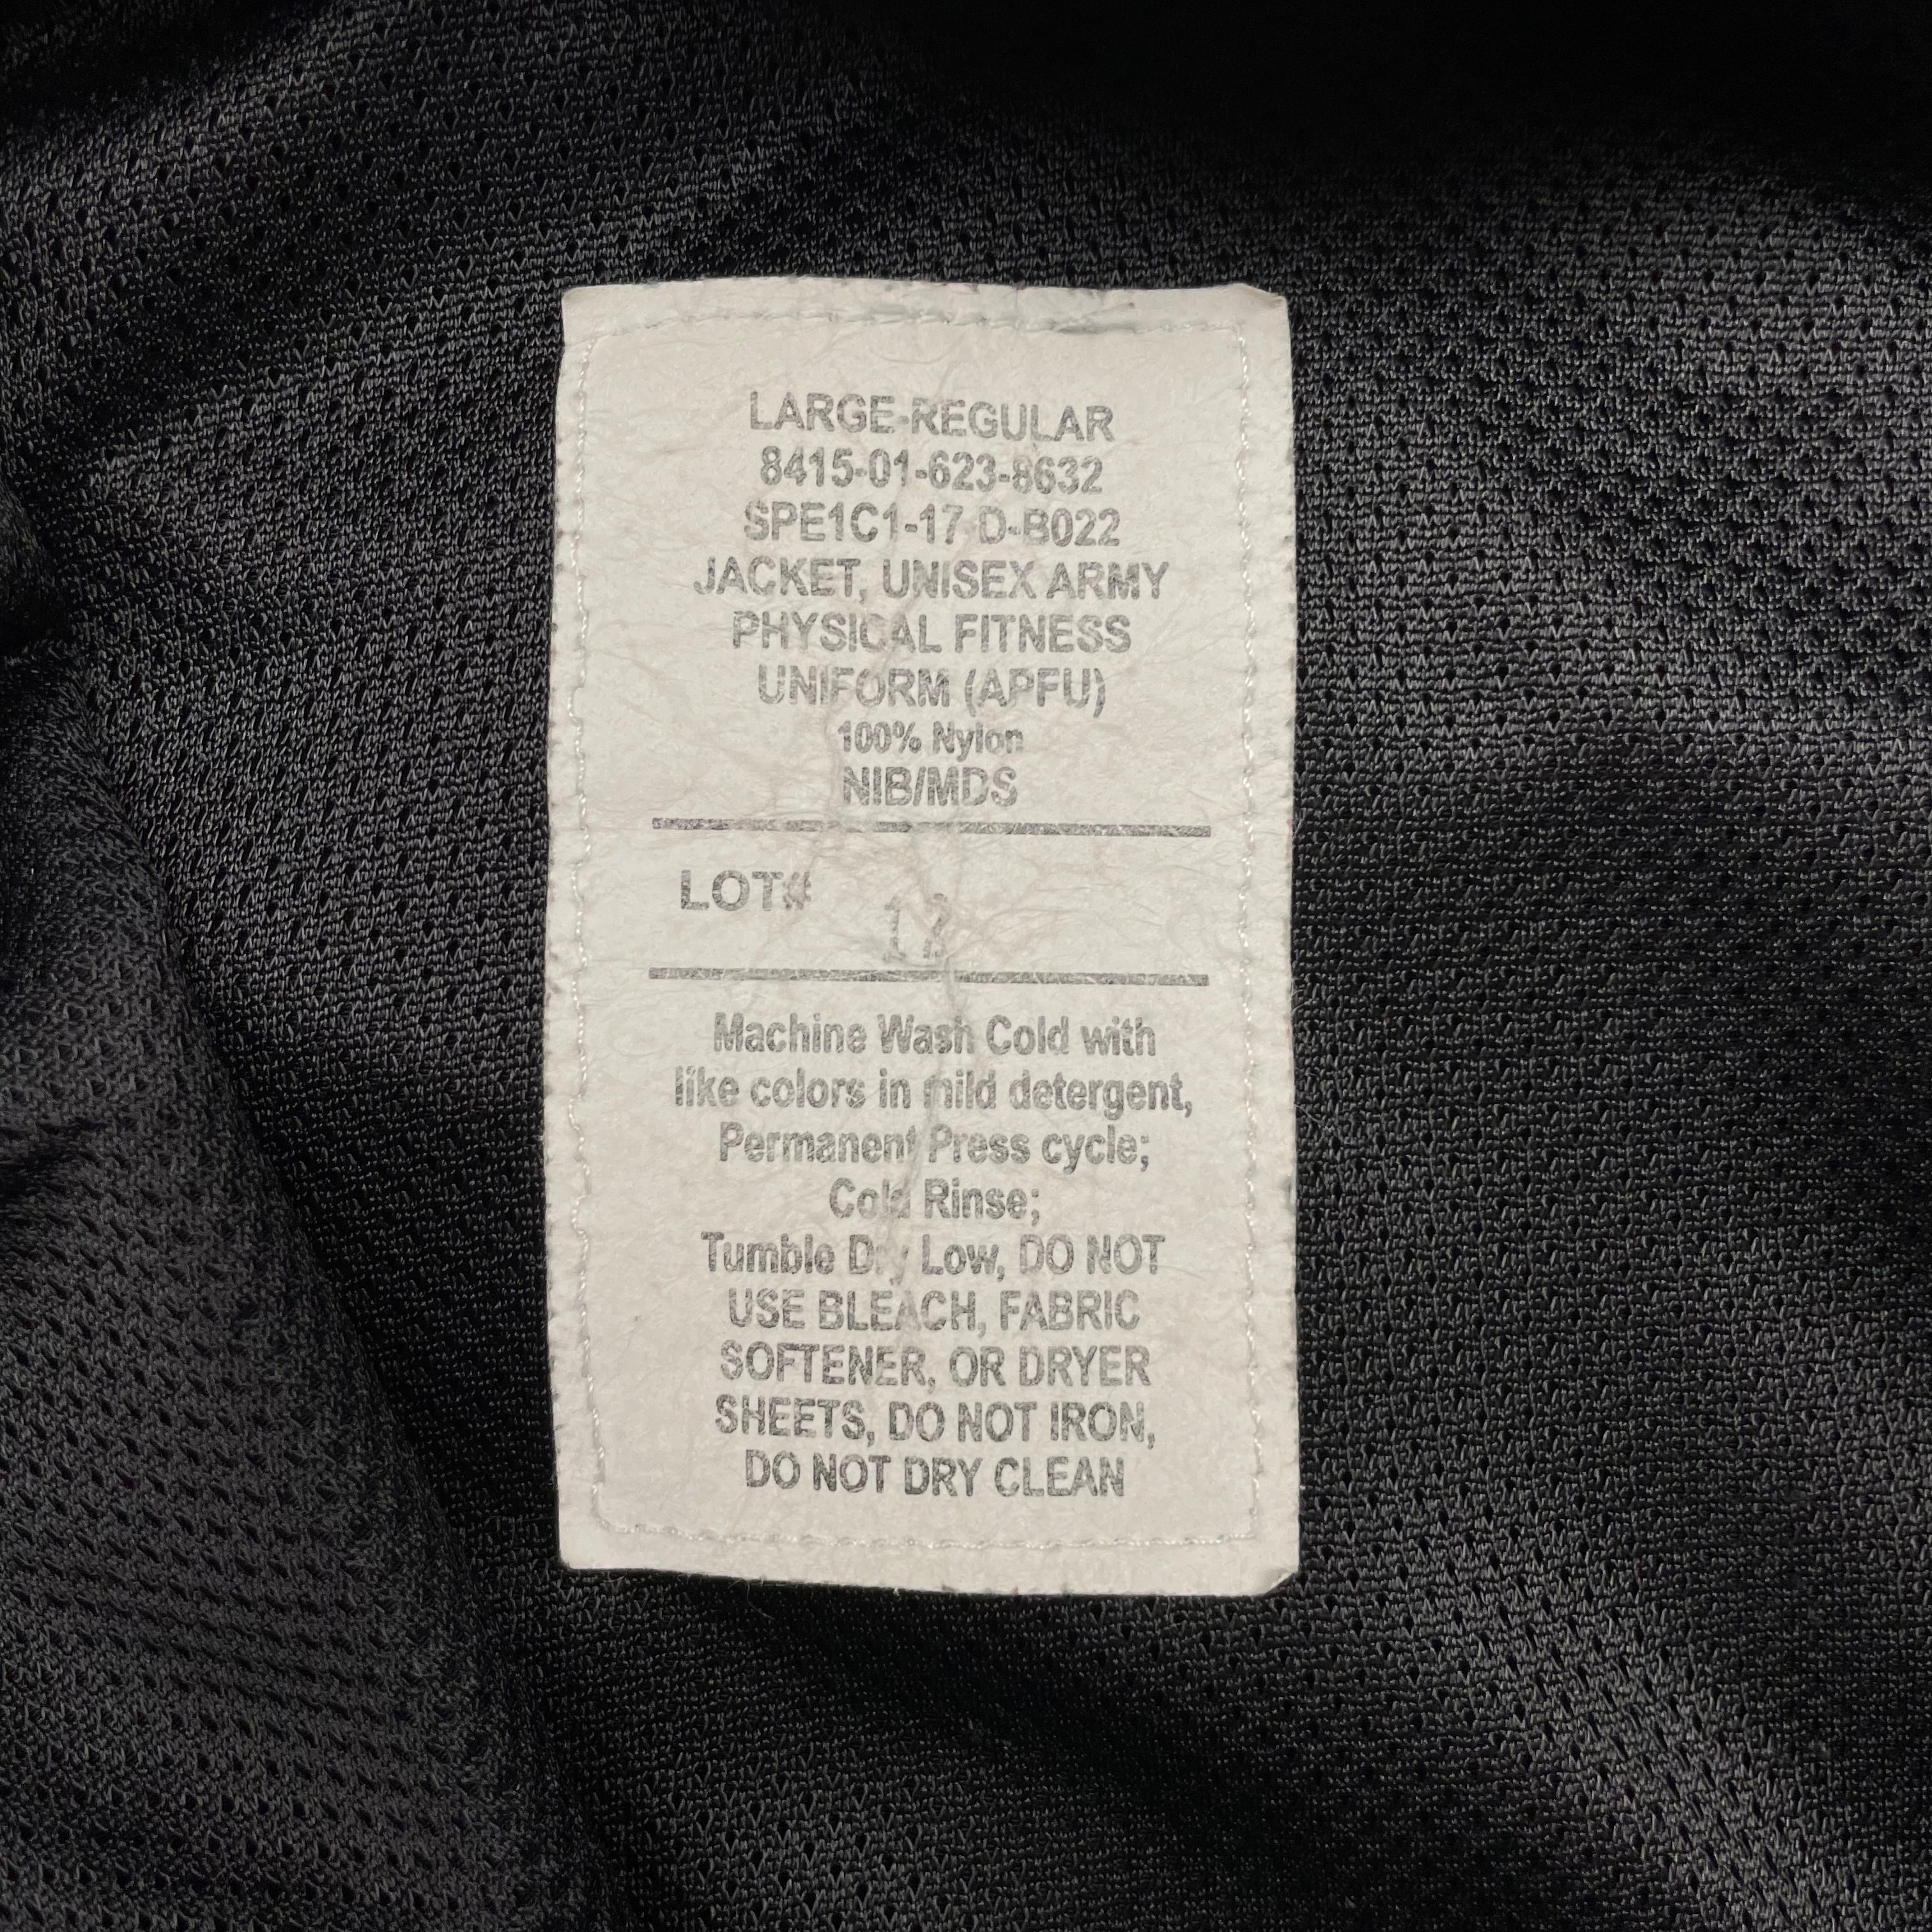 LARGE-REGULAR
8415-01-623-8632
SPE1C1-17 D-B022
JACKET, UNISEX ARMY
PHYSICAL FITNESS
UNIFORM (APFU)
100% Nylon
NIB/MDS
LOT# 12
Machine Wash Cold with
like colors in mild detergent,
Permanent Press cycle;
Cold Rinse;
Tumble Dry Low, DO NOT
USE BLEACH, FABRIC
SOFTENER, OR DRYER
SHEETS, DO NOT IRON,
DO NOT DRY CLEAN